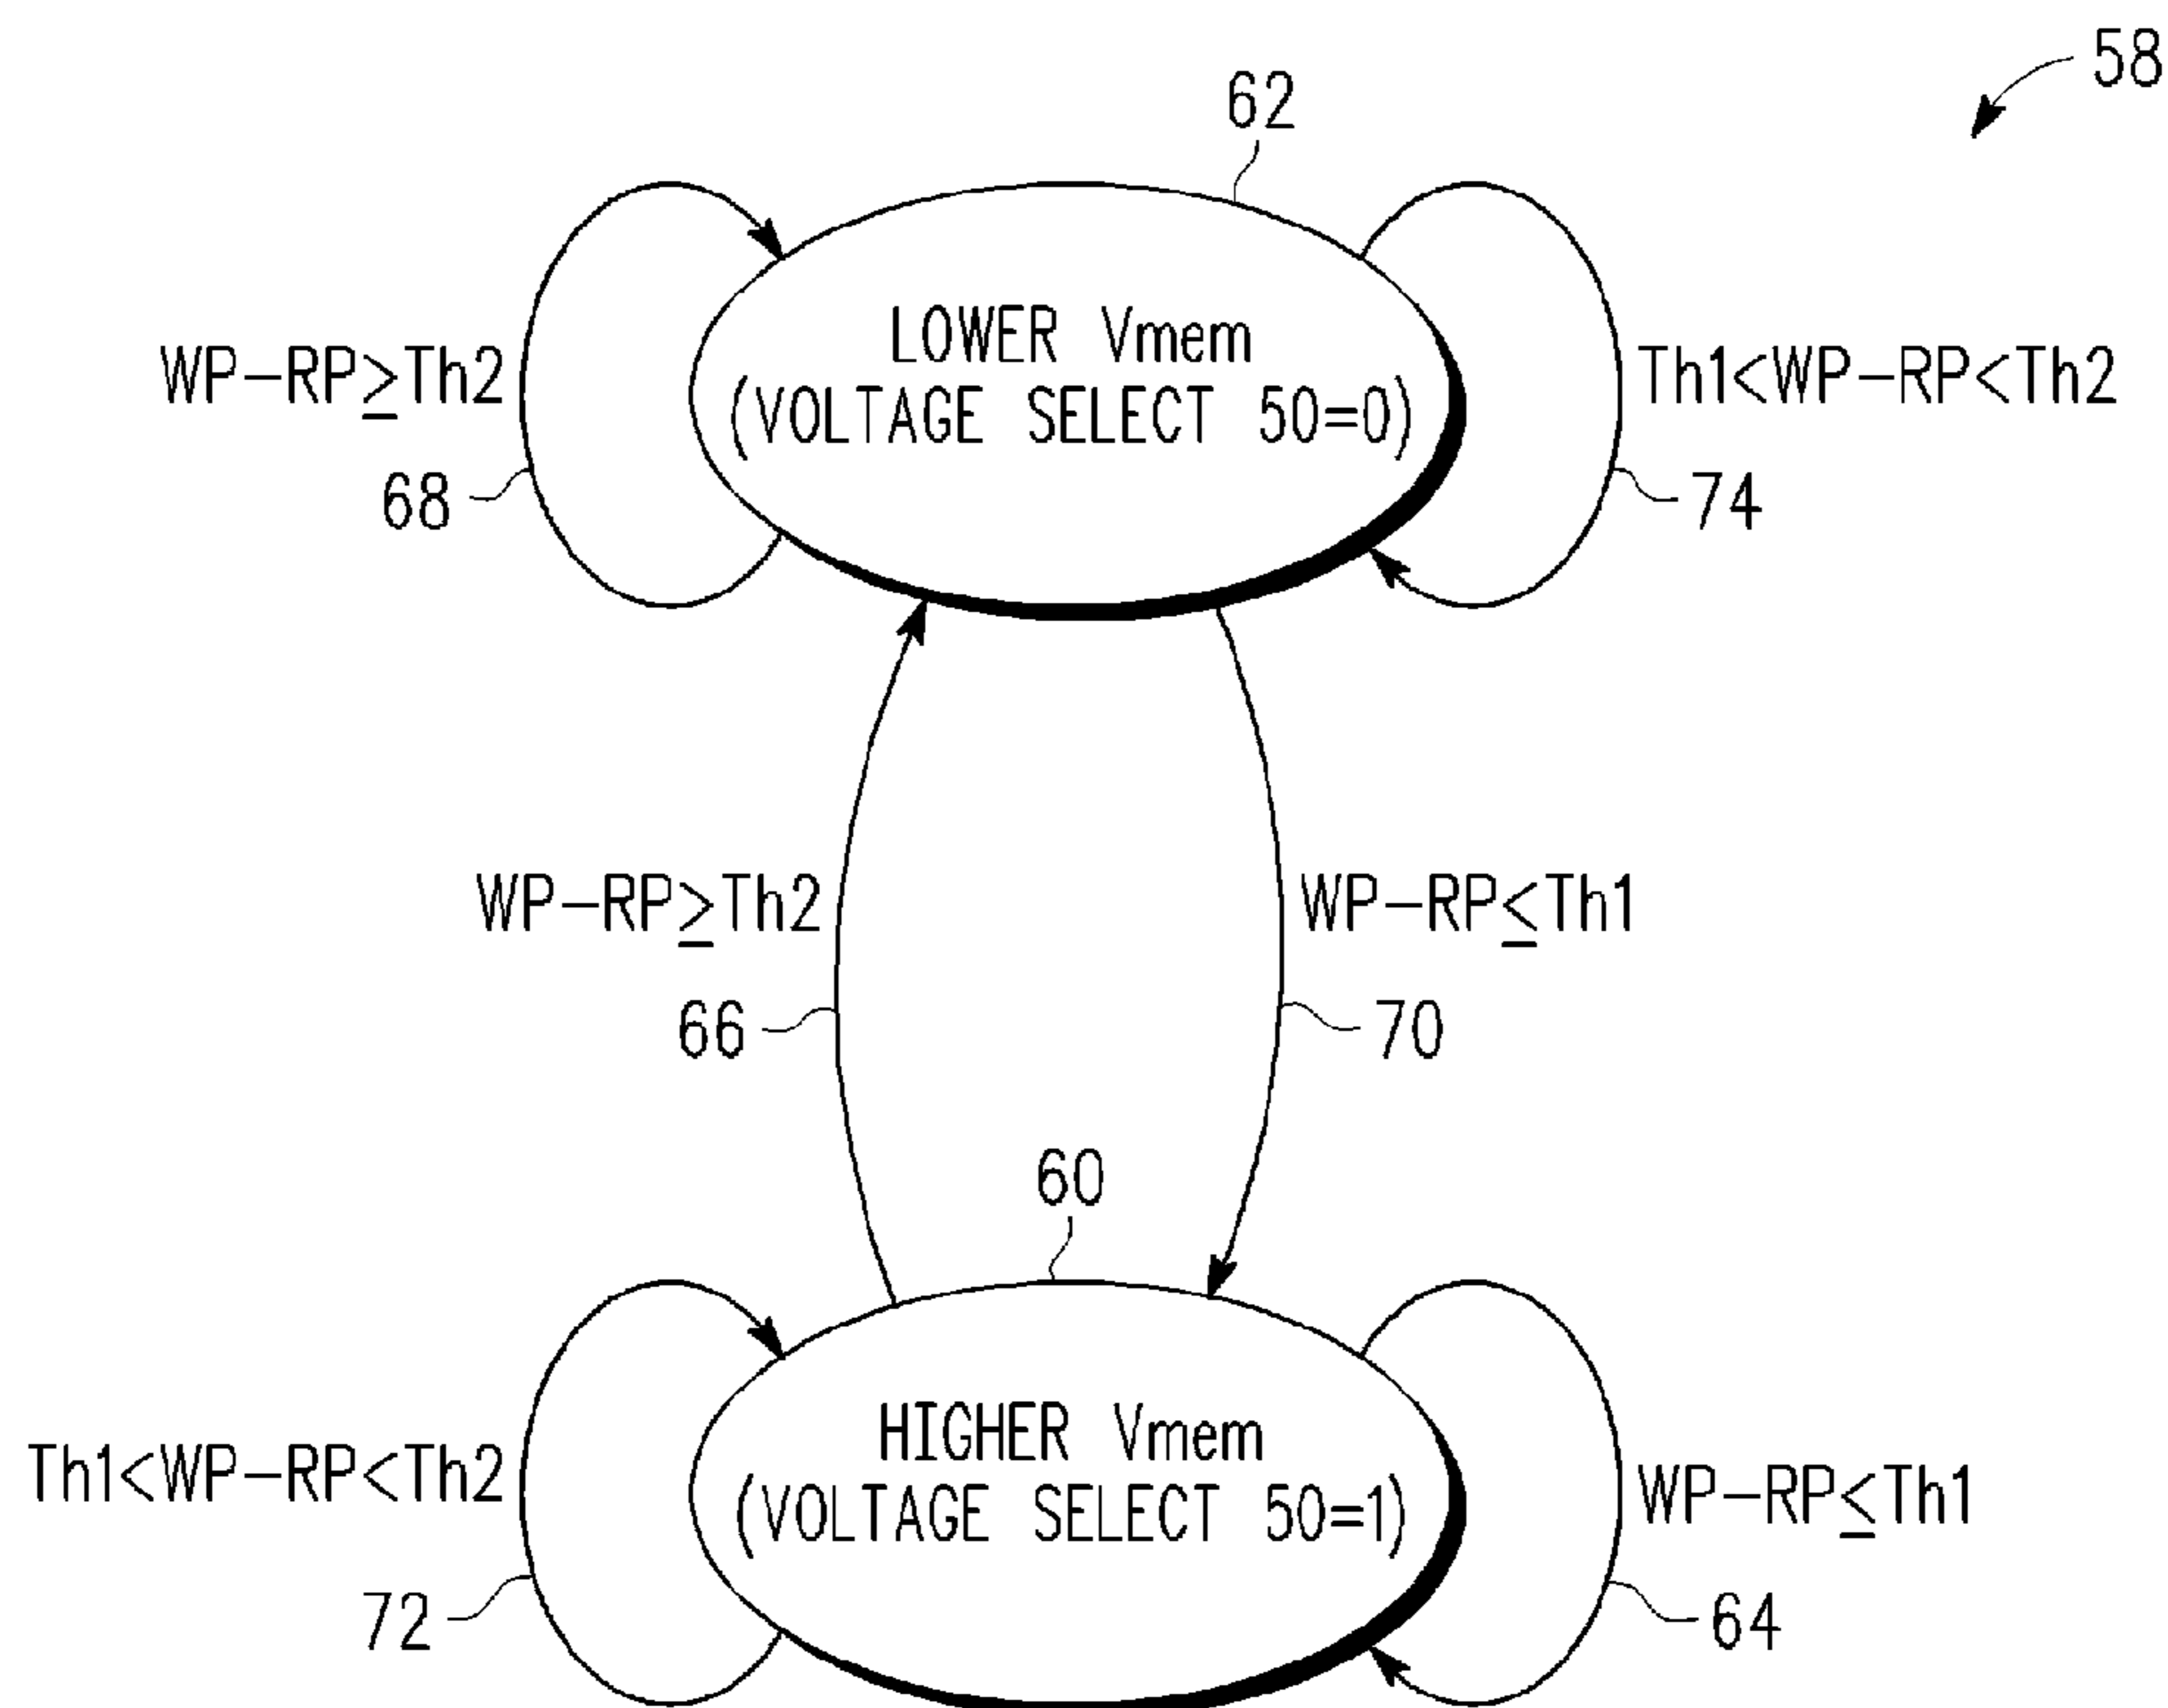 58
62
LOWER Vmem
(VOLTAGE SELECT 50=0)
WP-RP≥Th2
68
Th1<WP-RP<Th2
74
WP-RP≥Th2
66
WP-RP≤Th1
70
60
HIGHER Vmem
(VOLTAGE SELECT 50=1)
Th1<WP-RP<Th2
72
WP-RP≤Th1
64